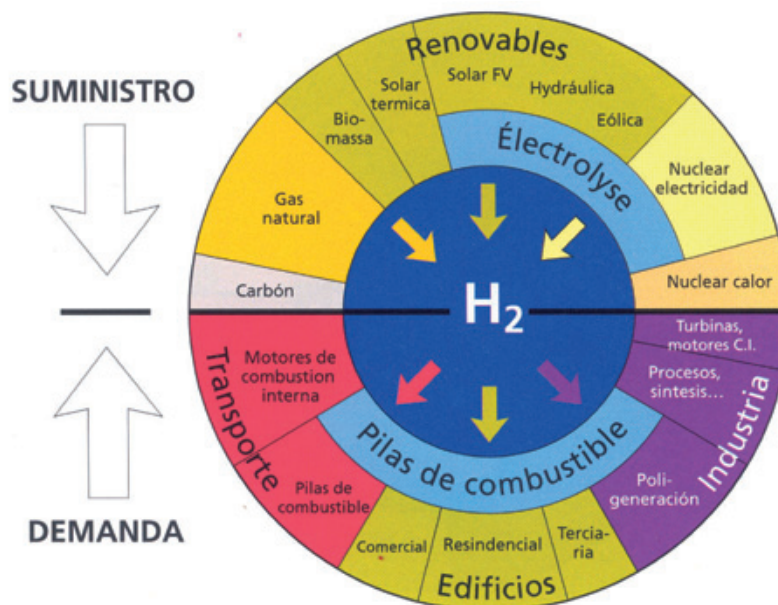 SUMINISTRO
Renovables
Solar FV
Hydráulica
Eólica
Solar
termica
Bio-
massa
Électrolyse
Nuclear
electricidad
Gas
natural
Carbón
Nuclear calor
H2
Turbinas,
motores C.I.
Procesos,
sintesis...
Industria
Poli-
generación
Transporte
Motores de
combustion
interna
Pilas de
combustible
Pilas de combustible
Comercial
Resindencial
Tercia-
ria
Edificios
DEMANDA